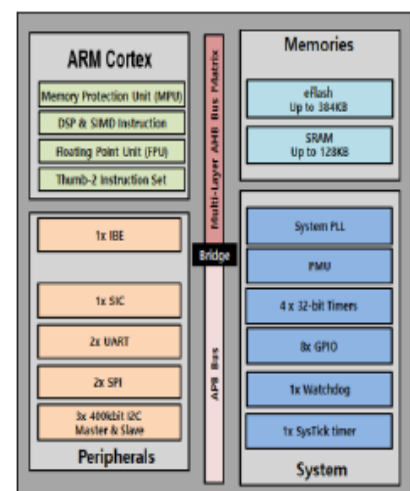 ARM Cortex
Memory Protection Unit (MPU)
DSP & SIMD Instruction
Floating Point Unit (FPU)
Thumb-2 Instruction Set
1x IBE
1x SIC
2x UART
2x SPI
3x 400kbit I2C
Master & Slave
Peripherals
Multi-Layer AHB Bus Matrix
Bridge
APB Bus
Memories
eFlash
Up to 384KB
SRAM
Up to 128KB
System PLL
PMU
4 x 32-bit Timers
8x GPIO
1x Watchdog
1x SysTick timer
System